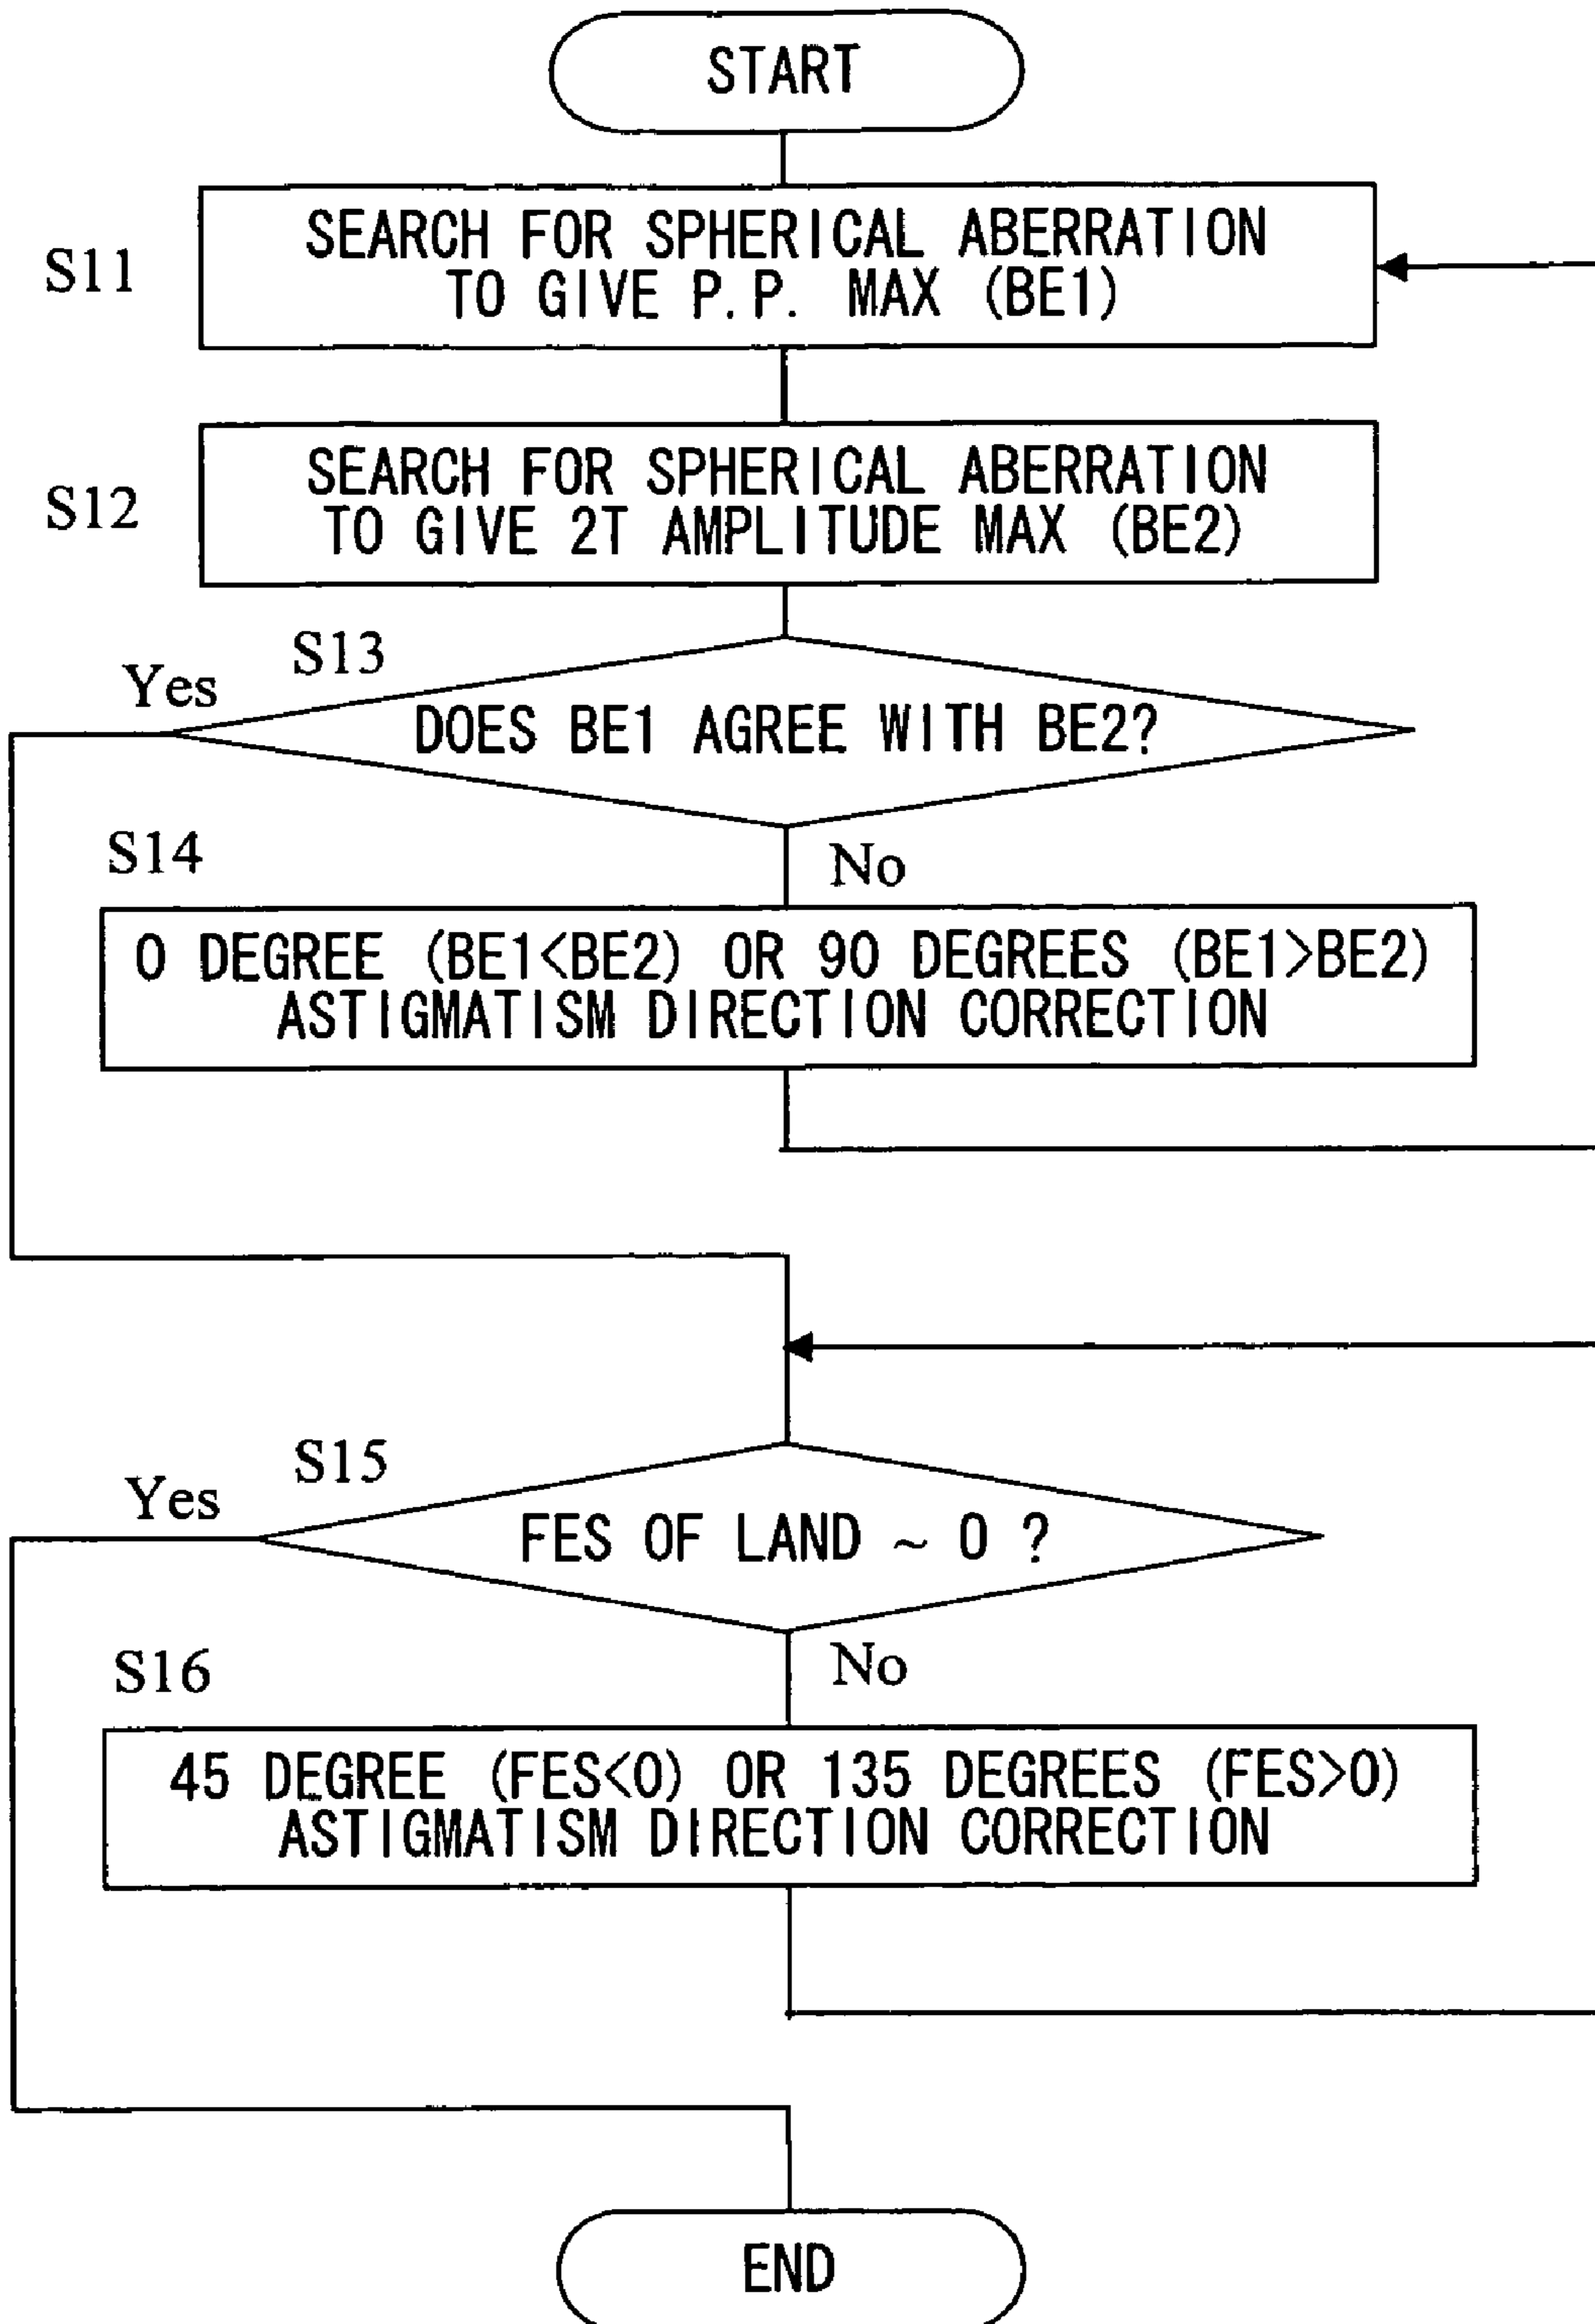 START
S11
SEARCH FOR SPHERICAL ABERRATION
TO GIVE P.P. MAX (BE1)
S12
SEARCH FOR SPHERICAL ABERRATION
TO GIVE 2T AMPLITUDE MAX (BE2)
S13
Yes
DOES BE1 AGREE WITH BE2?
S14
No
0 DEGREE (BE1<BE2) OR 90 DEGREES (BE1>BE2)
ASTIGMATISM DIRECTION CORRECTION
S15
Yes
FES OF LAND ~ 0 ?
S16
No
45 DEGREE (FES<0) OR 135 DEGREES (FES>0)
ASTIGMATISM DIRECTION CORRECTION
END